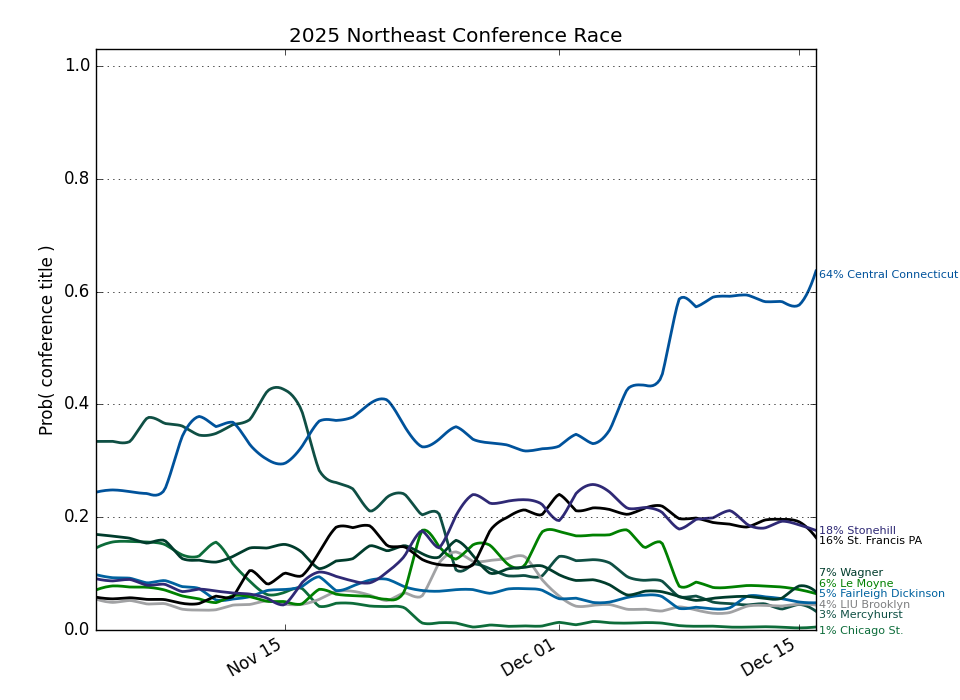 2025 Northeast Conference Race
Prob( conference title )
1.0
0.8
0.6
0.4
0.2
0.0
Nov 15
Dec 01
Dec 15
64% Central Connecticut
18% Stonehill
16% St. Francis PA
7% Wagner
6% Le Moyne
5% Fairleigh Dickinson
4% LIU Brooklyn
3% Mercyhurst
1% Chicago St.